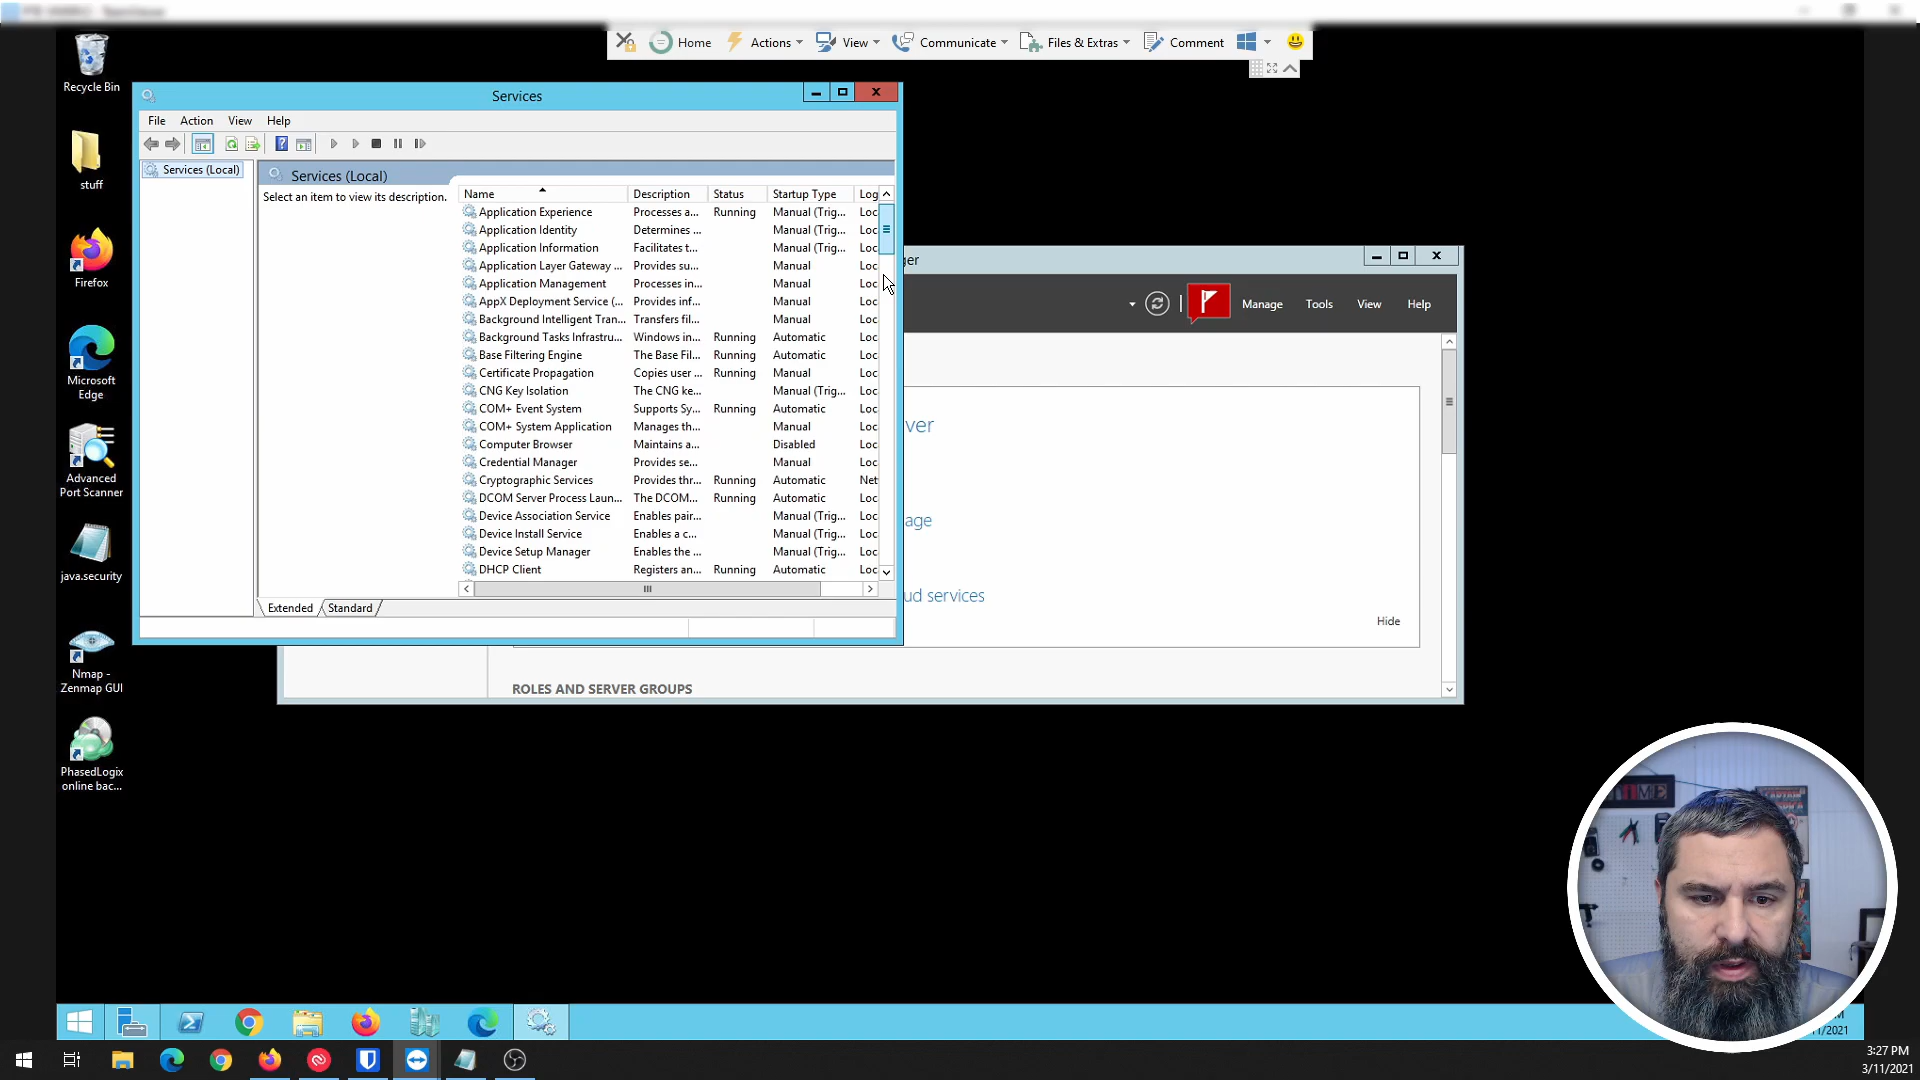 Home
Actions
View
Communicate
Files & Extras
Comment
Recycle Bin
stuff
Firefox
Microsoft
Edge
Advanced
Port Scanner
java.security
Nmap -
Zenmap GUI
PhasedLogix
online bac...
Services
File Action View Help
Services (Local)
Services (Local)
Select an item to view its description.
Name Description Status Startup Type Log
Application Experience Processes a... Running Manual (Trig... Loc
Application Identity Determines ... Manual (Trig... Loc
Application Information Facilitates t... Manual (Trig... Loc
Application Layer Gateway ... Provides su... Manual Loc
Application Management Processes in... Manual Loc
AppX Deployment Service (... Provides inf... Manual Loc
Background Intelligent Tran... Transfers fil... Manual Loc
Background Tasks Infrastru... Windows in... Running Automatic Loc
Base Filtering Engine The Base Fil... Running Automatic Loc
Certificate Propagation Copies user ... Running Manual Loc
CNG Key Isolation The CNG ke... Manual (Trig... Loc
COM+ Event System Supports Sy... Running Automatic Loc
COM+ System Application Manages th... Manual Loc
Computer Browser Maintains a... Disabled Loc
Credential Manager Provides se... Manual Loc
Cryptographic Services Provides thr... Running Automatic Net
DCOM Server Process Laun... The DCOM... Running Automatic Loc
Device Association Service Enables pair... Manual (Trig... Loc
Device Install Service Enables a c... Manual (Trig... Loc
Device Setup Manager Enables the ... Manual (Trig... Loc
DHCP Client Registers an... Running Automatic Loc
Extended Standard
ger
Manage Tools View Help
ver
age
ud services
Hide
ROLES AND SERVER GROUPS
3:27 PM
3/11/2021